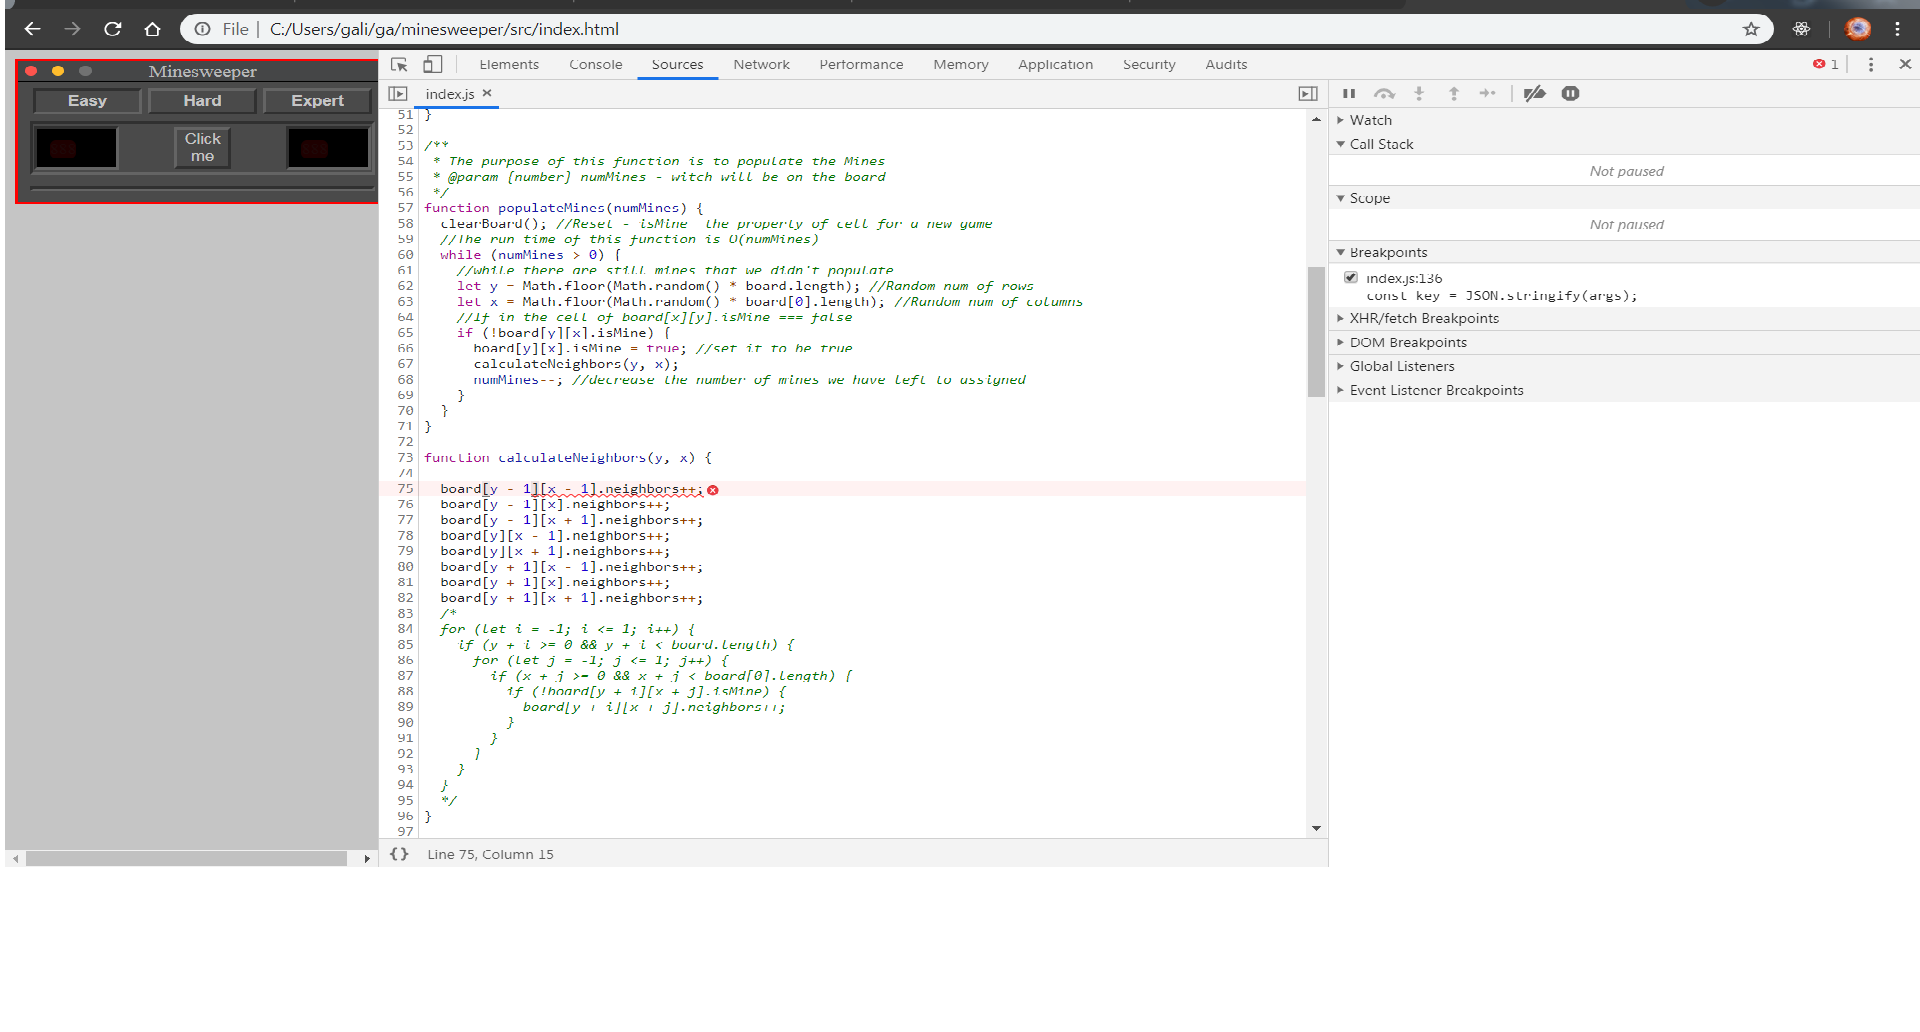 File | C:/Users/gali/ga/minesweeper/src/index.html
Minesweeper
Easy Hard Expert
Click
me
Elements Console Sources Network Performance Memory Application Security Audits 1
index.js ×
51 }
52
53 /**
54 * The purpose of this function is to populate the Mines
55 * @param {number} numMines - witch will be on the board
56 */
57 function populateMines(numMines) {
58 clearBoard(); //Reset - isMine the property of cell for a new game
59 //The run time of this function is O(numMines)
60 while (numMines > 0) {
61 //while there are still mines that we didn't populate
62 let y = Math.floor(Math.random() * board.length); //Random num of rows
63 let x = Math.floor(Math.random() * board[0].length); //Random num of columns
64 //If in the cell of board[x][y].isMine === false
65 if (!board[y][x].isMine) {
66 board[y][x].isMine = true; //set it to be true
67 calculateNeighbors(y, x);
68 numMines--; //decrease the number of mines we have left to assigned
69 }
70 }
71 }
72
73 function calculateNeighbors(y, x) {
74
75 board[y - 1][x - 1].neighbors++;
76 board[y - 1][x].neighbors++;
77 board[y - 1][x + 1].neighbors++;
78 board[y][x - 1].neighbors++;
79 board[y][x + 1].neighbors++;
80 board[y + 1][x - 1].neighbors++;
81 board[y + 1][x].neighbors++;
82 board[y + 1][x + 1].neighbors++;
83 /*
84 for (let i = -1; i <= 1; i++) {
85 if (y + i >= 0 && y + i < board.length) {
86 for (let j = -1; j <= 1; j++) {
87 if (x + j >= 0 && x + j < board[0].length) {
88 if (!board[y + i][x + j].isMine) {
89 board[y + i][x + j].neighbors++;
90 }
91 }
92 }
93 }
94 }
95 */
96 }
97
{} Line 75, Column 15
Watch
Call Stack
Not paused
Scope
Not paused
Breakpoints
index.js:136
const key = JSON.stringify(args);
XHR/fetch Breakpoints
DOM Breakpoints
Global Listeners
Event Listener Breakpoints